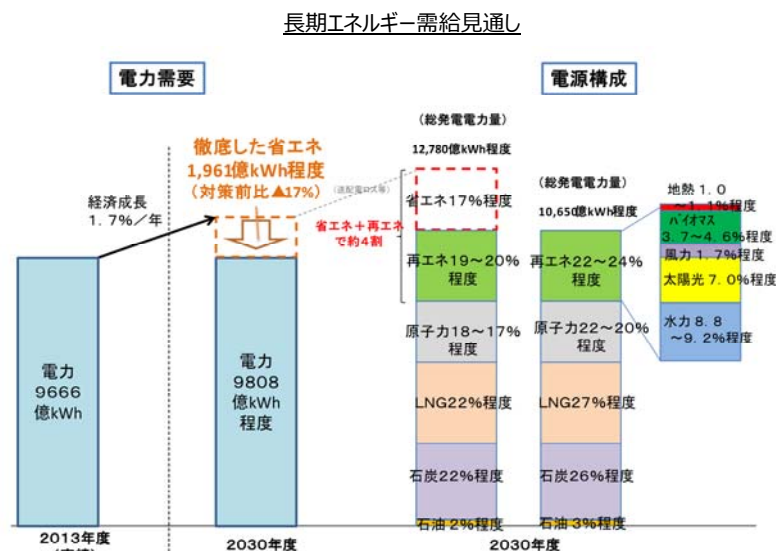 長期エネルギー需給見通し
電力需要
電源構成
徹底した省エネ
1,961億kWh程度
(対策前比▲17%)
経済成長
1.7%/年
電力
9666
億kWh
電力
9808
億kWh
程度
2013年度
(実績)
2030年度
(総発電電力量)
12,780億kWh程度
(送配電ロス等)
省エネ17%程度
省エネ+再エネ
で約4割
再エネ19~20%
程度
原子力18~17%
程度
LNG22%程度
石炭22%程度
石油 2%程度
(総発電電力量)
10,650億kWh程度
再エネ22~24%
程度
原子力22~20%
程度
LNG27%程度
石炭26%程度
石油 3%程度
2030年度
地熱 1.0
~1.1%程度
バイオマス
3.7~4.6%程度
風力 1.7%程度
太陽光 7.0%程度
水力 8.8
~9.2%程度